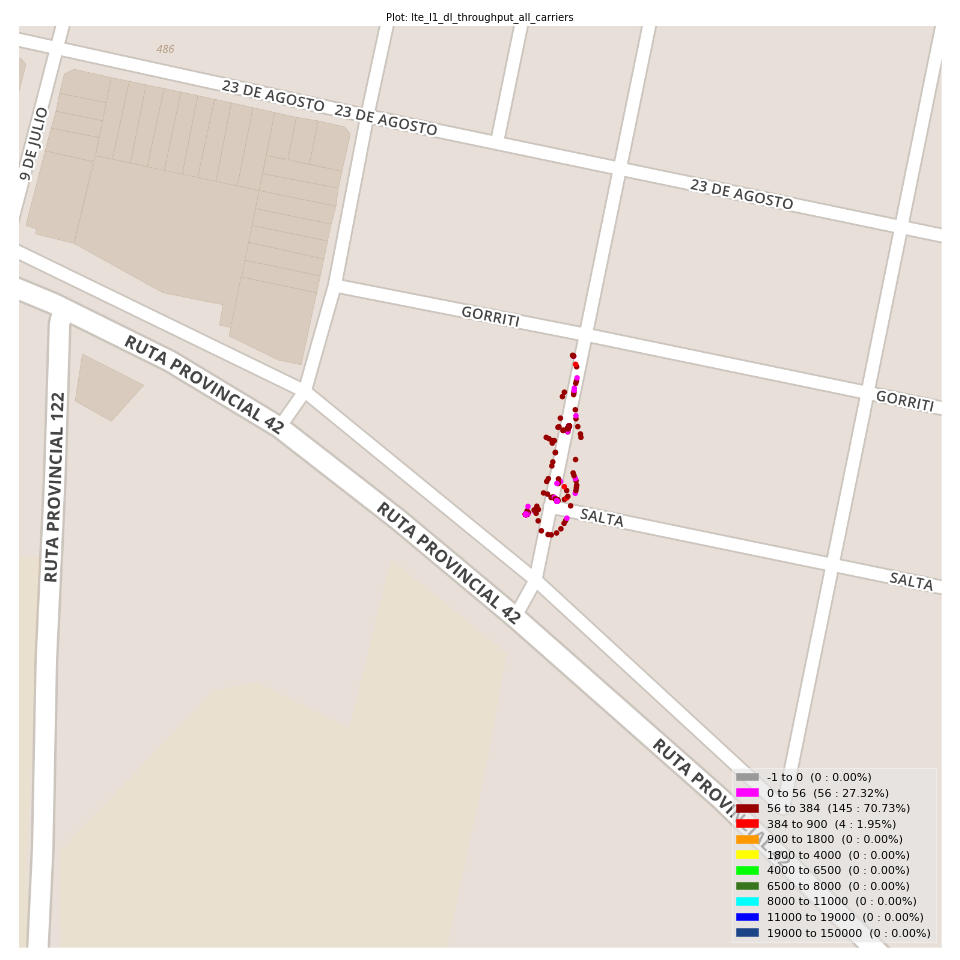 Plot: lte_l1_dl_throughput_all_carriers
486
23 DE AGOSTO
23 DE AGOSTO
9 DE JULIO
23 DE AGOSTO
GORRITI
RUTA PROVINCIAL 42
GORRITI
RUTA PROVINCIAL 122
RUTA PROVINCIAL 42
SALTA
SALTA
RUTA PROVINCIAL 42
-1 to 0 (0 : 0.00%)
0 to 56 (56 : 27.32%)
56 to 384 (145 : 70.73%)
384 to 900 (4 : 1.95%)
900 to 1800 (0 : 0.00%)
1800 to 4000 (0 : 0.00%)
4000 to 6500 (0 : 0.00%)
6500 to 8000 (0 : 0.00%)
8000 to 11000 (0 : 0.00%)
11000 to 19000 (0 : 0.00%)
19000 to 150000 (0 : 0.00%)